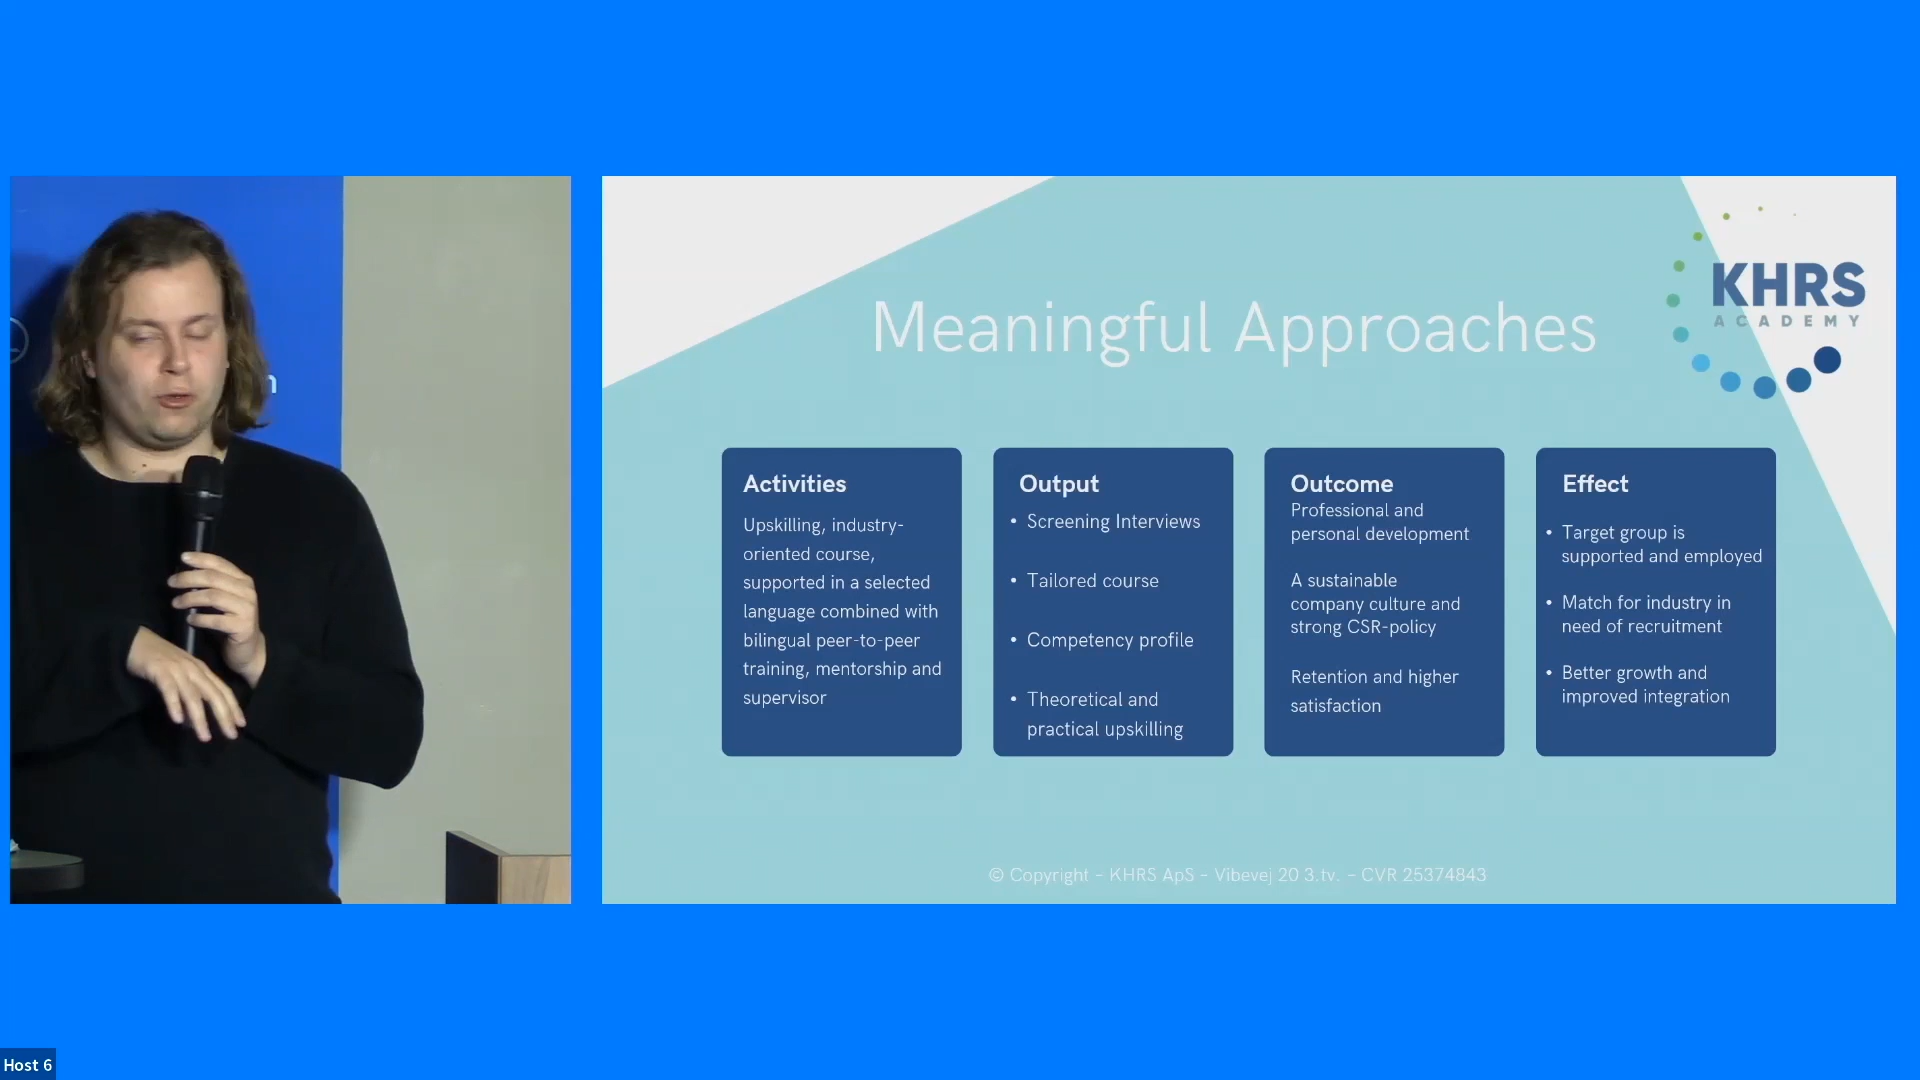 KHRS
ACADEMY
Meaningful Approaches
Activities
Upskilling, industry-
oriented course,
supported in a selected
language combined with
bilingual peer-to-peer
training, mentorship and
supervisor
Output
• Screening Interviews
• Tailored course
• Competency profile
• Theoretical and
practical upskilling
Outcome
Professional and
personal development
A sustainable
company culture and
strong CSR-policy
Retention and higher
satisfaction
Effect
• Target group is
supported and employed
• Match for industry in
need of recruitment
• Better growth and
improved integration
© Copyright - KHRS ApS - Vibevej 20 3.tv. - CVR 25374843
Host 6